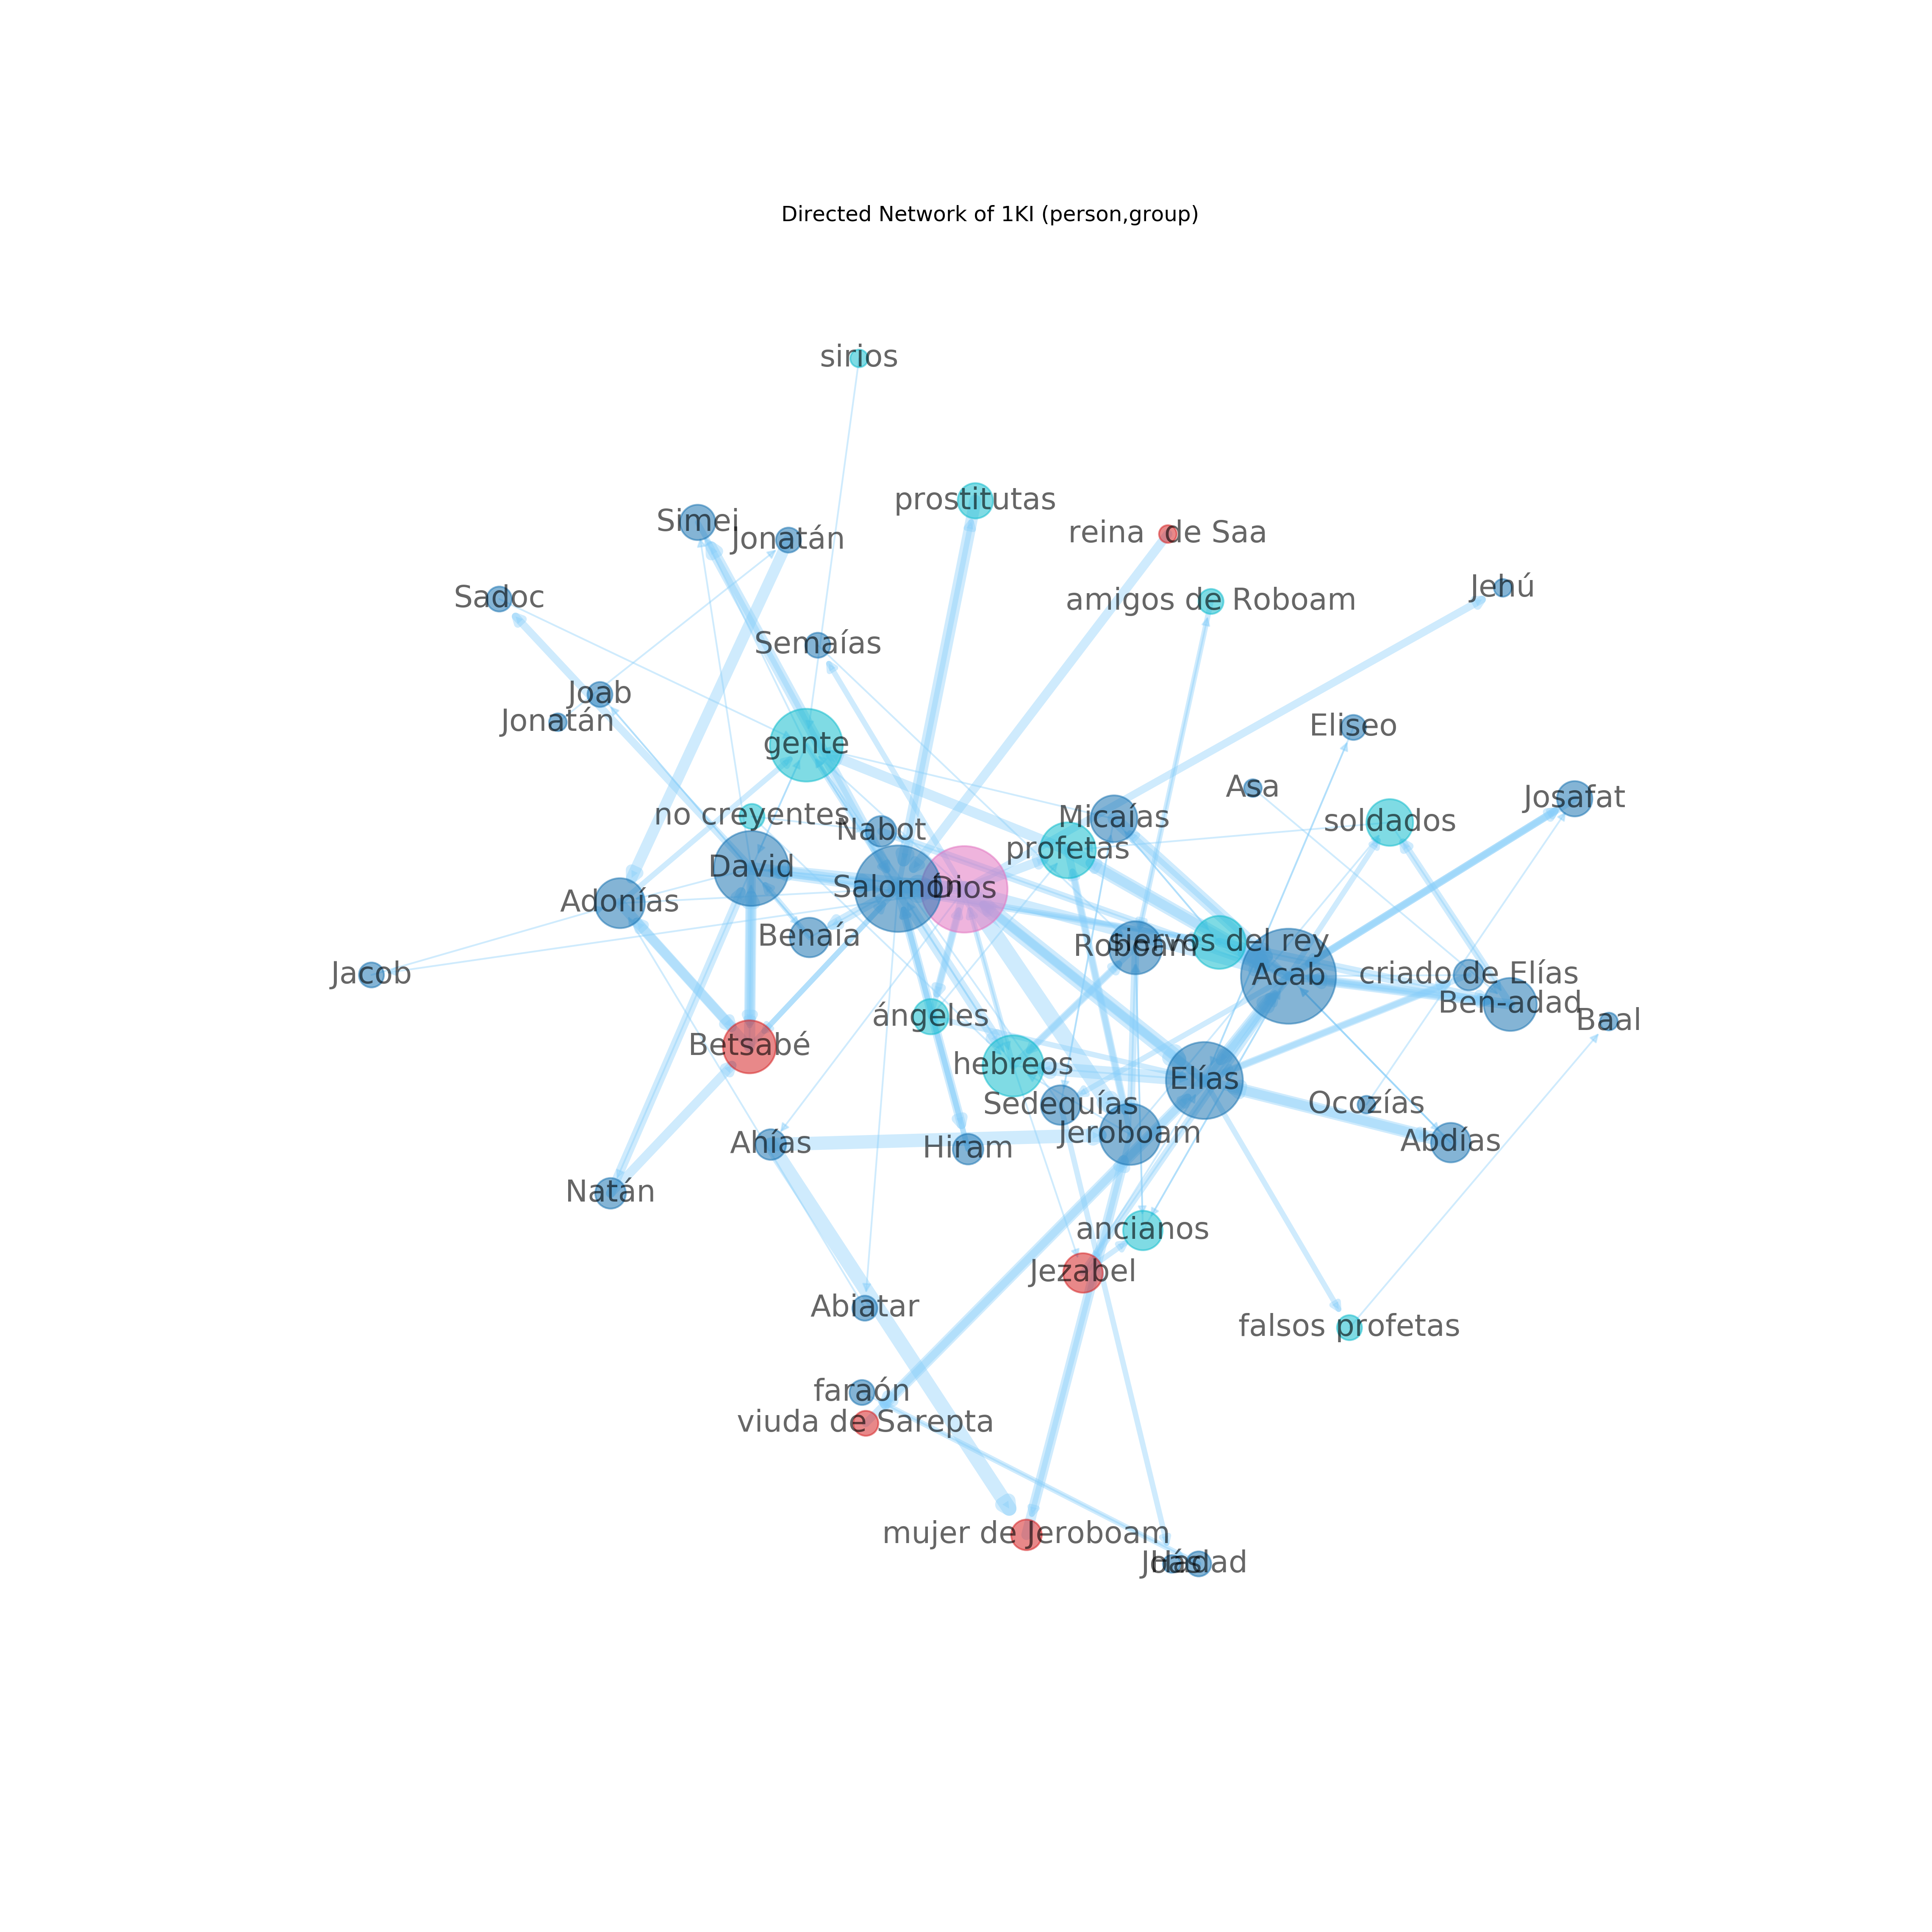 Directed Network of 1KI (person,group)
sirios
prostitutas
Simei
Jonatán
reina de Saa
Jehú
Sadoc
amigos de Roboam
Semaías
Joab
Jonatán
Eliseo
gente
Asa
Josafat
no creyentes
Nabot
Micaías
soldados
profetas
David
Salomón
Dios
Adonías
Benaía
Roboam
siervos del rey
Jacob
Acab
criado de Elías
Ben-adad
ángeles
Baal
Betsabé
hebreos
Elías
Sedequías
Ocozías
Jeroboam
Ahías
Hiram
Abdías
Natán
ancianos
Jezabel
Abiatar
falsos profetas
faraón
viuda de Sarepta
mujer de Jeroboam
Hadad